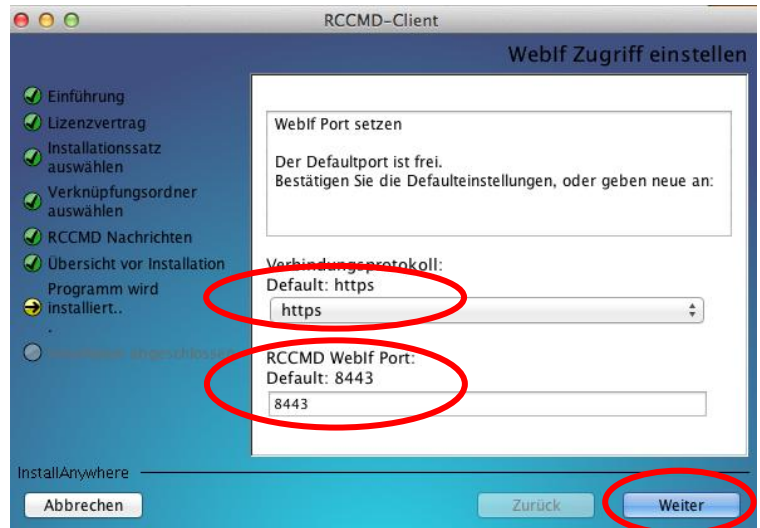 RCCMD-Client
WebIf Zugriff einstellen
Einführung
Lizenzvertrag
Installationssatz
auswählen
Verknüpfungsordner
auswählen
RCCMD Nachrichten
Übersicht vor Installation
Programm wird
installiert..
.
WebIf Port setzen
Der Defaultport ist frei.
Bestätigen Sie die Defaulteinstellungen, oder geben neue an:
Verbindungsprotokoll:
Default: https
https
RCCMD WebIf Port:
Default: 8443
8443
InstallAnywhere
Abbrechen
Zurück
Weiter